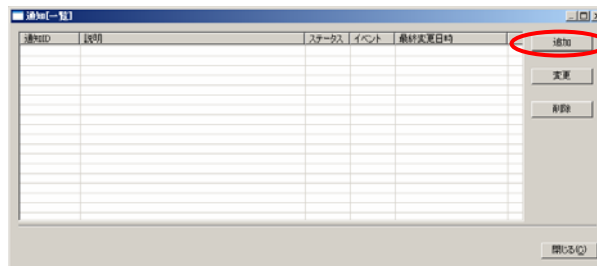 通知[一覧]
通知ID 説明 ステータス イベント 最終変更日時
追加
変更
削除
閉じる(C)